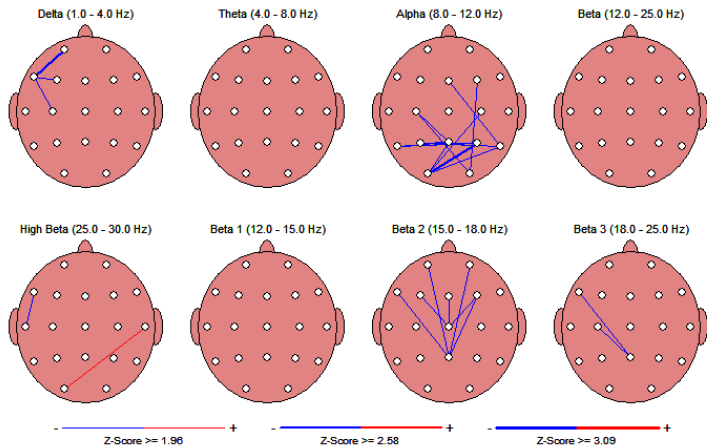 Delta (1.0 - 4.0 Hz)
Theta (4.0 - 8.0 Hz)
Alpha (8.0 - 12.0 Hz)
Beta (12.0 - 25.0 Hz)
High Beta (25.0 - 30.0 Hz)
Beta 1 (12.0 - 15.0 Hz)
Beta 2 (15.0 - 18.0 Hz)
Beta 3 (18.0 - 25.0 Hz)
- +
Z-Score >= 1.96
- +
Z-Score >= 2.58
- +
Z-Score >= 3.09